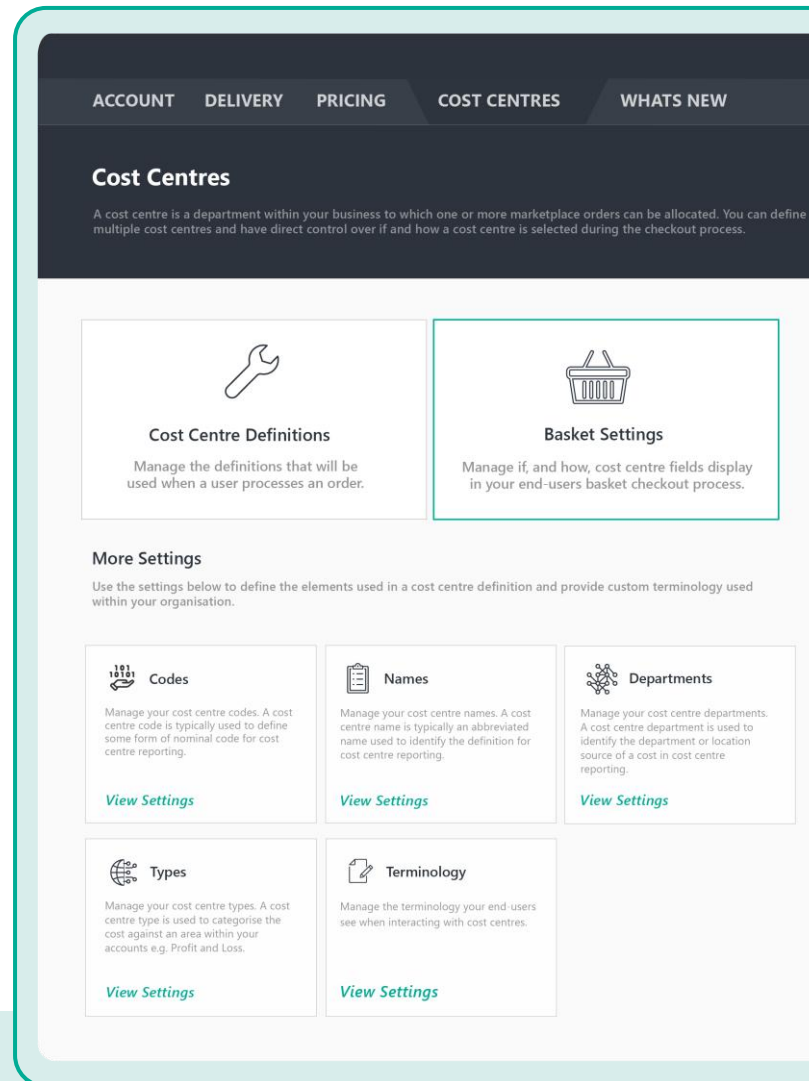 ACCOUNT DELIVERY PRICING COST CENTRES WHATS NEW
Cost Centres
A cost centre is a department within your business to which one or more marketplace orders can be allocated. You can define
multiple cost centres and have direct control over if and how a cost centre is selected during the checkout process.
Cost Centre Definitions
Manage the definitions that will be
used when a user processes an order.
Basket Settings
Manage if, and how, cost centre fields display
in your end-users basket checkout process.
More Settings
Use the settings below to define the elements used in a cost centre definition and provide custom terminology used
within your organisation.
101
10101
Codes
Manage your cost centre codes. A cost
centre code is typically used to define
some form of nominal code for cost
centre reporting.
View Settings
Names
Manage your cost centre names. A cost
centre name is typically an abbreviated
name used to identify the definition for
cost centre reporting.
View Settings
Departments
Manage your cost centre departments.
A cost centre department is used to
identify the department or location
source of a cost in cost centre
reporting.
View Settings
Types
Manage your cost centre types. A cost
centre type is used to categorise the
cost against an area within your
accounts e.g. Profit and Loss.
View Settings
Terminology
Manage the terminology your end-users
see when interacting with cost centres.
View Settings